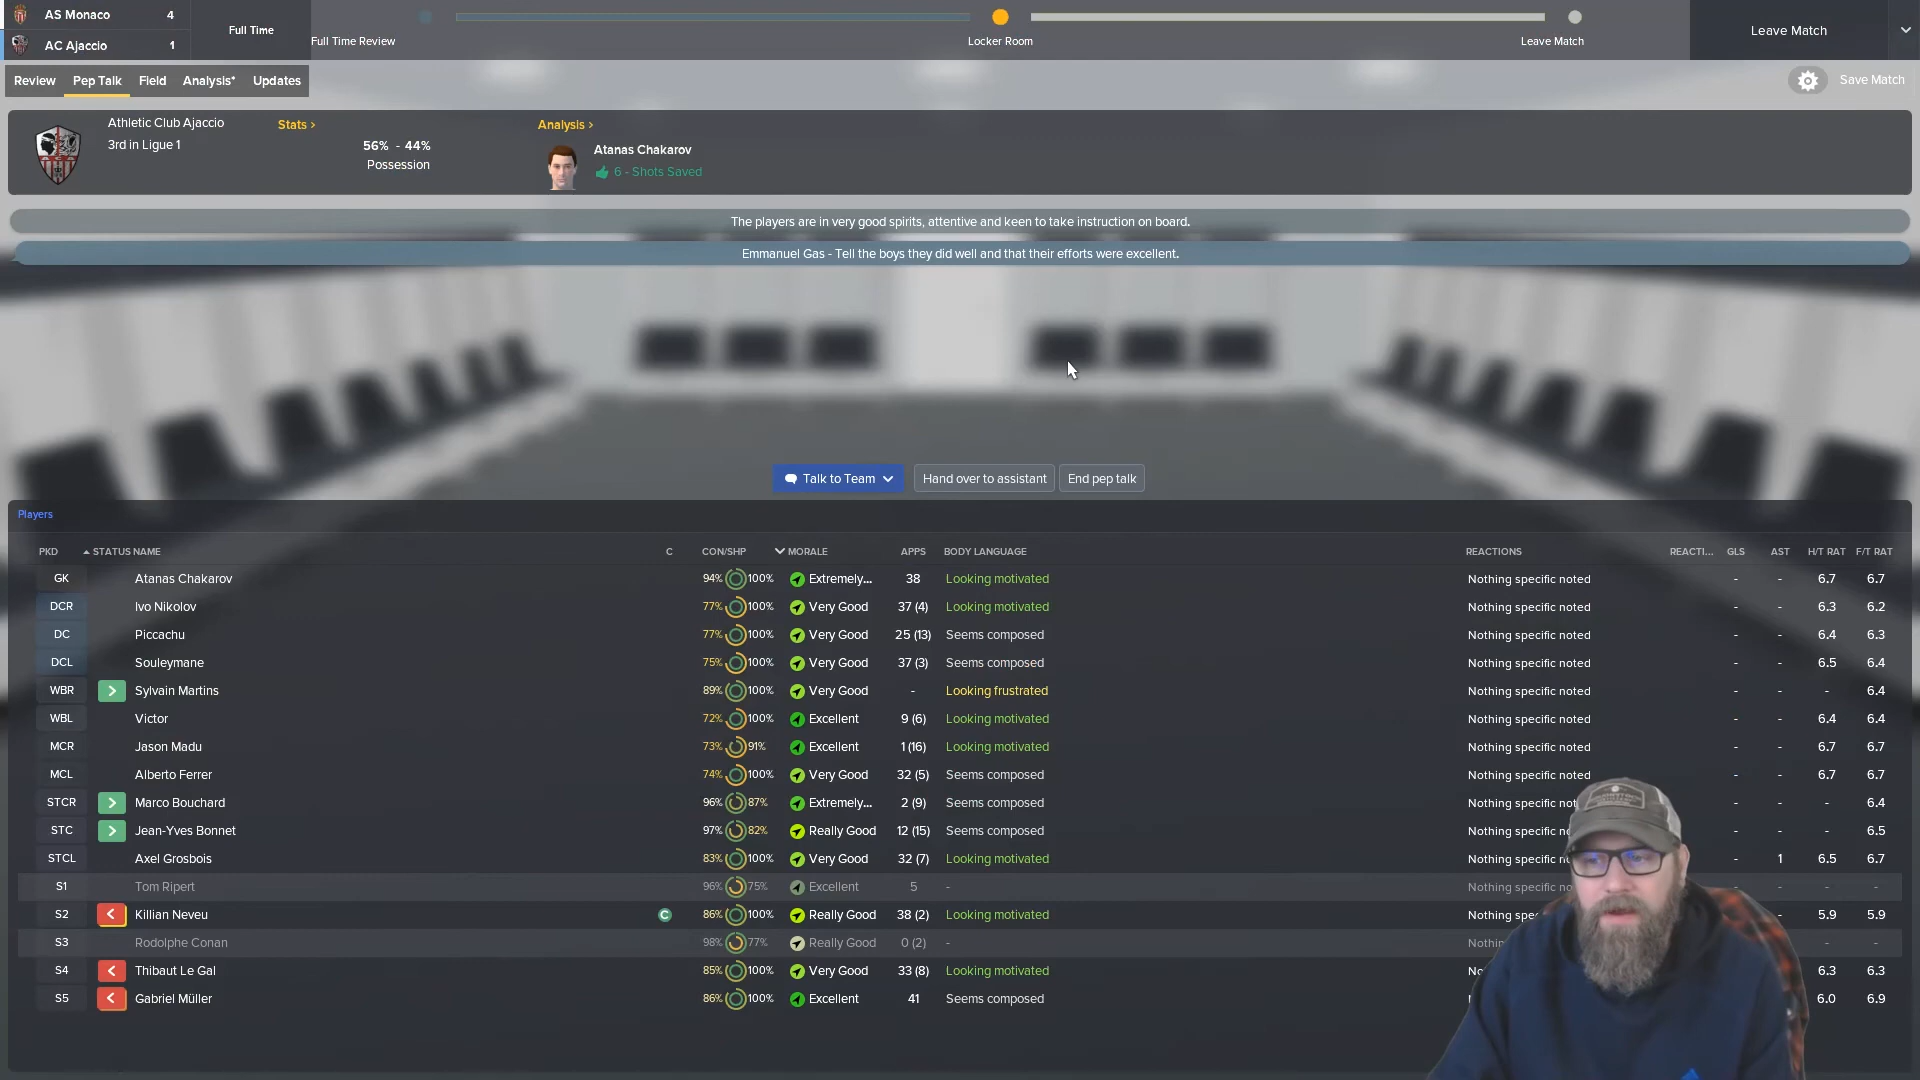 AS Monaco 4
AC Ajaccio 1
Full Time
Full Time Review
Locker Room
Leave Match
Leave Match
Review Pep Talk Field Analysis* Updates
Save Match
Athletic Club Ajaccio
3rd in Ligue 1
Stats >
56% - 44%
Possession
Analysis >
Atanas Chakarov
6 - Shots Saved
The players are in very good spirits, attentive and keen to take instruction on board.
Emmanuel Gas - Tell the boys they did well and that their efforts were excellent.
Talk to Team Hand over to assistant End pep talk
Players
PKD STATUS NAME C CON/SHP MORALE APPS BODY LANGUAGE REACTIONS REACTI... GLS AST H/T RAT F/T RAT
GK Atanas Chakarov 94% 100% Extremely... 38 Looking motivated Nothing specific noted - - 6.7 6.7
DCR Ivo Nikolov 77% 100% Very Good 37 (4) Looking motivated Nothing specific noted - - 6.3 6.2
DC Piccachu 77% 100% Very Good 25 (13) Seems composed Nothing specific noted - - 6.4 6.3
DCL Souleymane 75% 100% Very Good 37 (3) Seems composed Nothing specific noted - - 6.5 6.4
WBR Sylvain Martins 89% 100% Very Good - Looking frustrated Nothing specific noted - - - 6.4
WBL Victor 72% 100% Excellent 9 (6) Looking motivated Nothing specific noted - - 6.4 6.4
MCR Jason Madu 73% 91% Excellent 1 (16) Looking motivated Nothing specific noted - - 6.7 6.7
MCL Alberto Ferrer 74% 100% Very Good 32 (5) Seems composed Nothing specific noted - - 6.7 6.7
STCR Marco Bouchard 96% 87% Extremely... 2 (9) Seems composed Nothing specific not - - - 6.4
STC Jean-Yves Bonnet 97% 82% Really Good 12 (15) Seems composed Nothing specific no - - - 6.5
STCL Axel Grosbois 83% 100% Very Good 32 (7) Looking motivated Nothing specific n - 1 6.5 6.7
S1 Tom Ripert 96% 75% Excellent 5 - Nothing specific no - - - -
S2 Killian Neveu C 86% 100% Really Good 38 (2) Looking motivated Nothing spe - 5.9 5.9
S3 Rodolphe Conan 98% 77% Really Good 0 (2) - Nothin - - -
S4 Thibaut Le Gal 85% 100% Very Good 33 (8) Looking motivated No 6.3 6.3
S5 Gabriel Müller 86% 100% Excellent 41 Seems composed 6.0 6.9